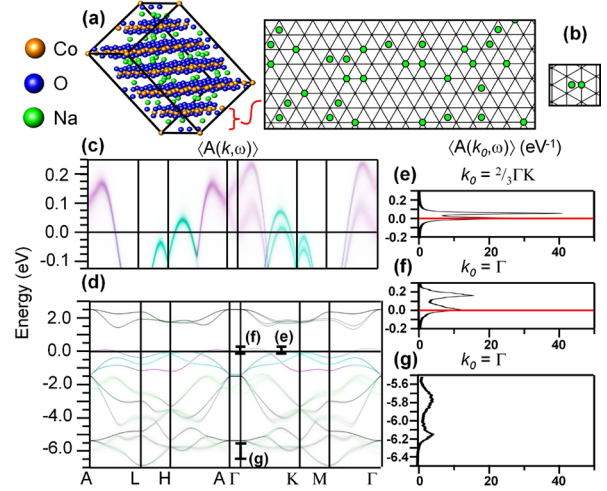 (a)
Co
O
Na
(b)
(c)
⟨A(k,ω)⟩
⟨A(k₀,ω)⟩ (eV⁻¹)
0.2
0.1
0.0
-0.1
Energy (eV)
(d)
2.0
0.0
-2.0
-4.0
-6.0
(f)
(e)
(g)
A L H A Γ K M Γ
(e)
k₀ = ²/₃ΓK
0.2
0.0
-0.2
0 20 40
(f)
k₀ = Γ
0.2
0.0
0 20 40
(g)
k₀ = Γ
-5.6
-5.8
-6.0
-6.2
-6.4
0 20 40